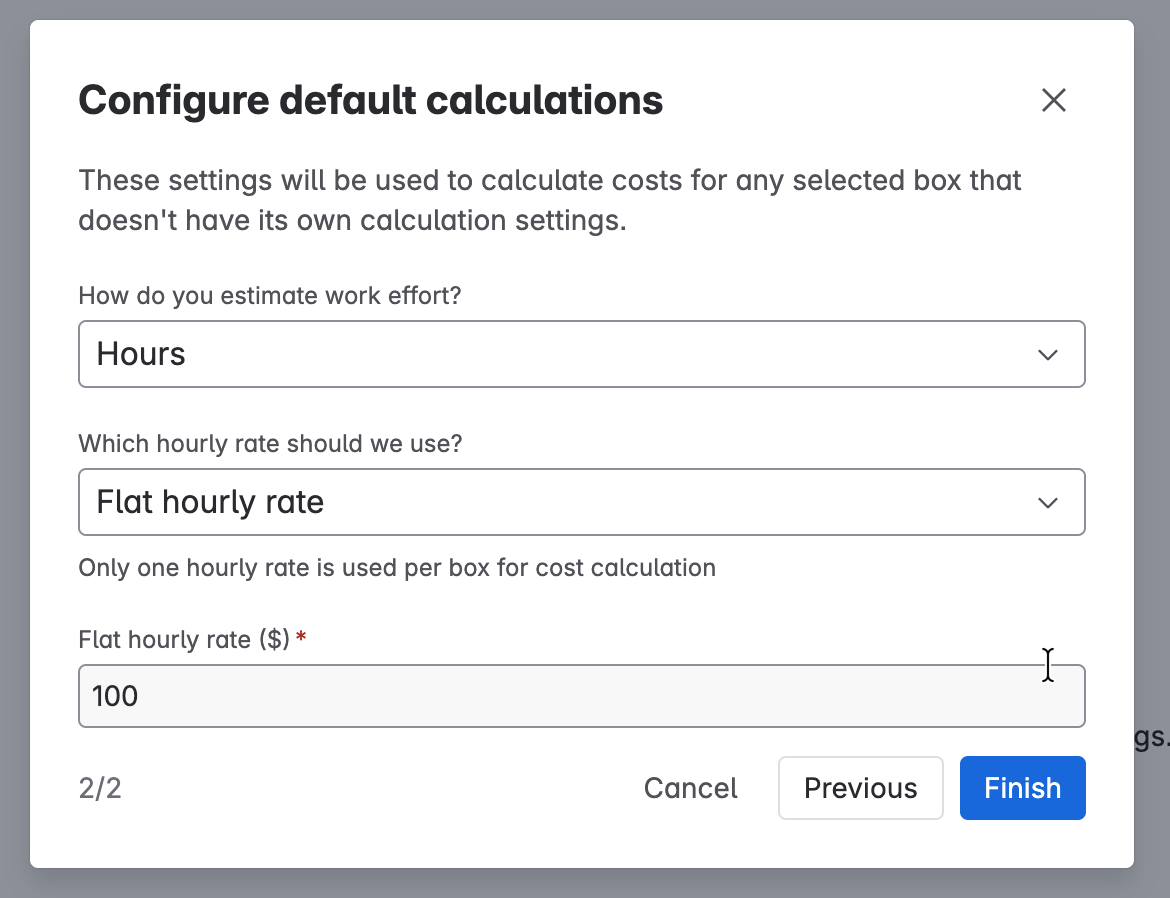 Configure default calculations
These settings will be used to calculate costs for any selected box that
doesn't have its own calculation settings.
How do you estimate work effort?
Hours
Which hourly rate should we use?
Flat hourly rate
Only one hourly rate is used per box for cost calculation
Flat hourly rate ($) *
100
gs.
2/2
Cancel
Previous
Finish